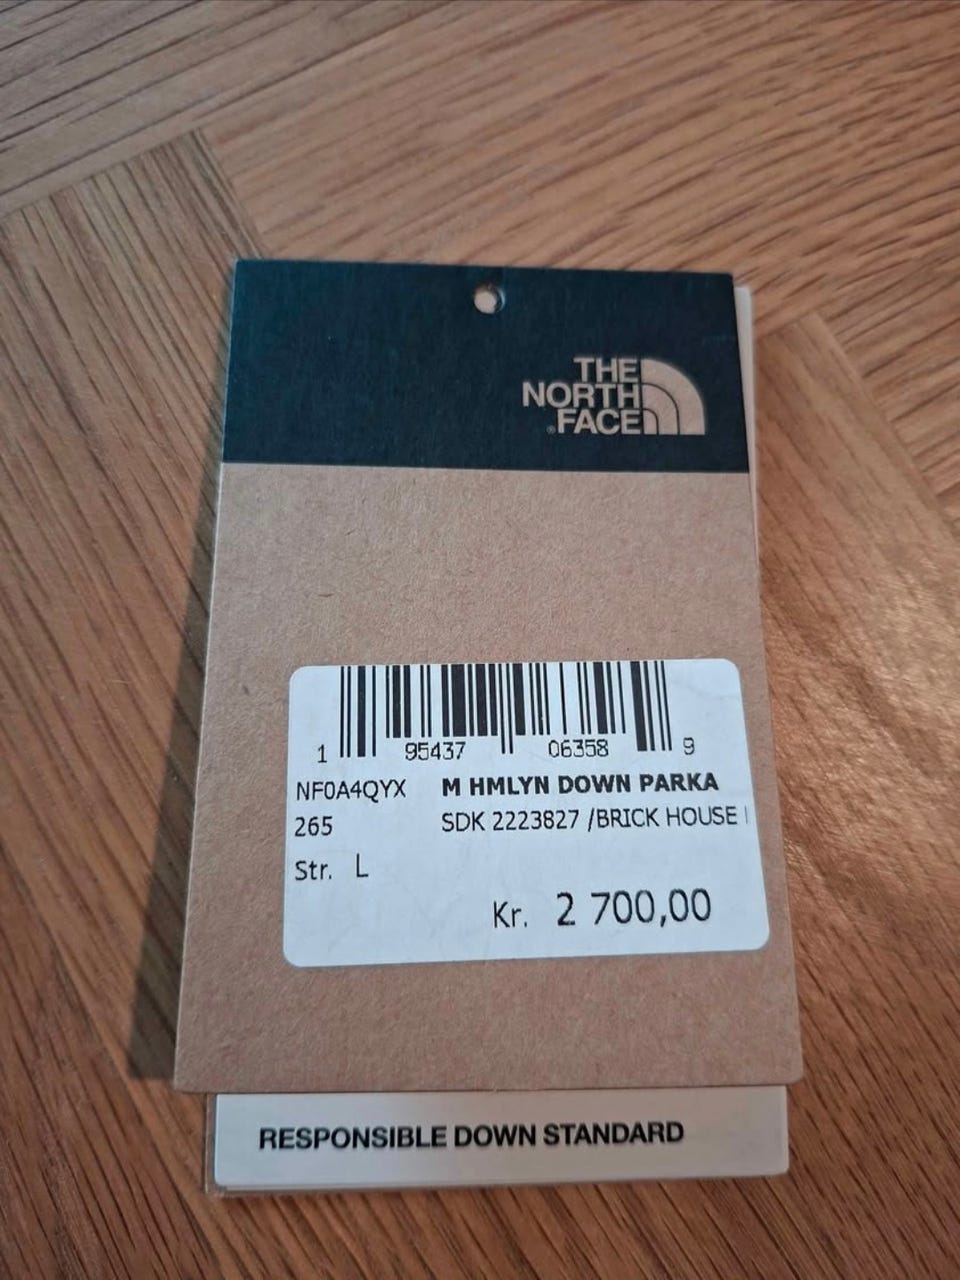 THE
NORTH
FACE
1 95437 06358 9
NF0A4QYX M HMLYN DOWN PARKA
265 SDK 2223827 /BRICK HOUSE
Str. L
Kr. 2 700,00
RESPONSIBLE DOWN STANDARD